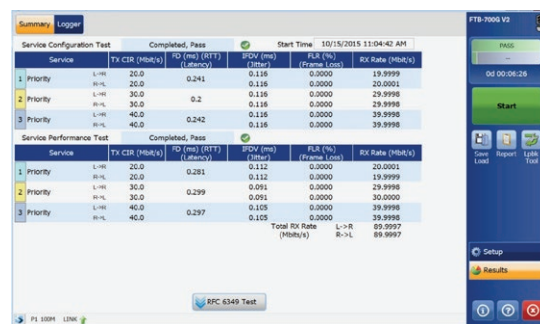 Summary Logger
FTB-700G V2
Service Configuration Test Completed, Pass Start Time 10/15/2015 11:04:42 AM
PASS
--
0d 00:06:26
Service TX CIR (Mbit/s) FD (ms) (RTT) (Latency) IFDV (ms) (Jitter) FLR (%) (Frame Loss) RX Rate (Mbit/s)
1 Priority L->R 20.0 0.241 0.116 0.0000 19.9999
R->L 20.0 0.116 0.0000 20.0001
2 Priority L->R 30.0 0.2 0.116 0.0000 29.9998
R->L 30.0 0.116 0.0000 29.9998
3 Priority L->R 40.0 0.242 0.116 0.0000 39.9998
R->L 40.0 0.116 0.0000 39.9998
Start
Service Performance Test Completed, Pass
Service TX CIR (Mbit/s) FD (ms) (RTT) (Latency) IFDV (ms) (Jitter) FLR (%) (Frame Loss) RX Rate (Mbit/s)
1 Priority L->R 20.0 0.281 0.112 0.0000 20.0001
R->L 20.0 0.112 0.0000 19.9999
2 Priority L->R 30.0 0.299 0.091 0.0000 29.9998
R->L 30.0 0.091 0.0000 30.0000
3 Priority L->R 40.0 0.297 0.105 0.0000 39.9998
R->L 40.0 0.105 0.0000 39.9998
Total RX Rate L->R 89.9997
(Mbits/s) R->L 89.9997
Save Load Report Lpbk Tool
Setup
Results
RFC 6349 Test
P1 100M LINK